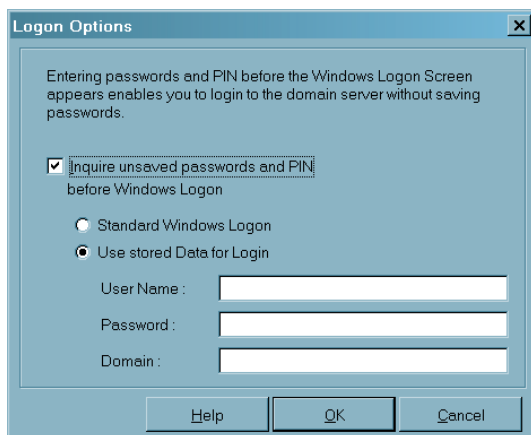 Logon Options
Entering passwords and PIN before the Windows Logon Screen
appears enables you to login to the domain server without saving
passwords.
Inquire unsaved passwords and PIN
before Windows Logon
Standard Windows Logon
Use stored Data for Login
User Name :
Password :
Domain :
Help OK Cancel